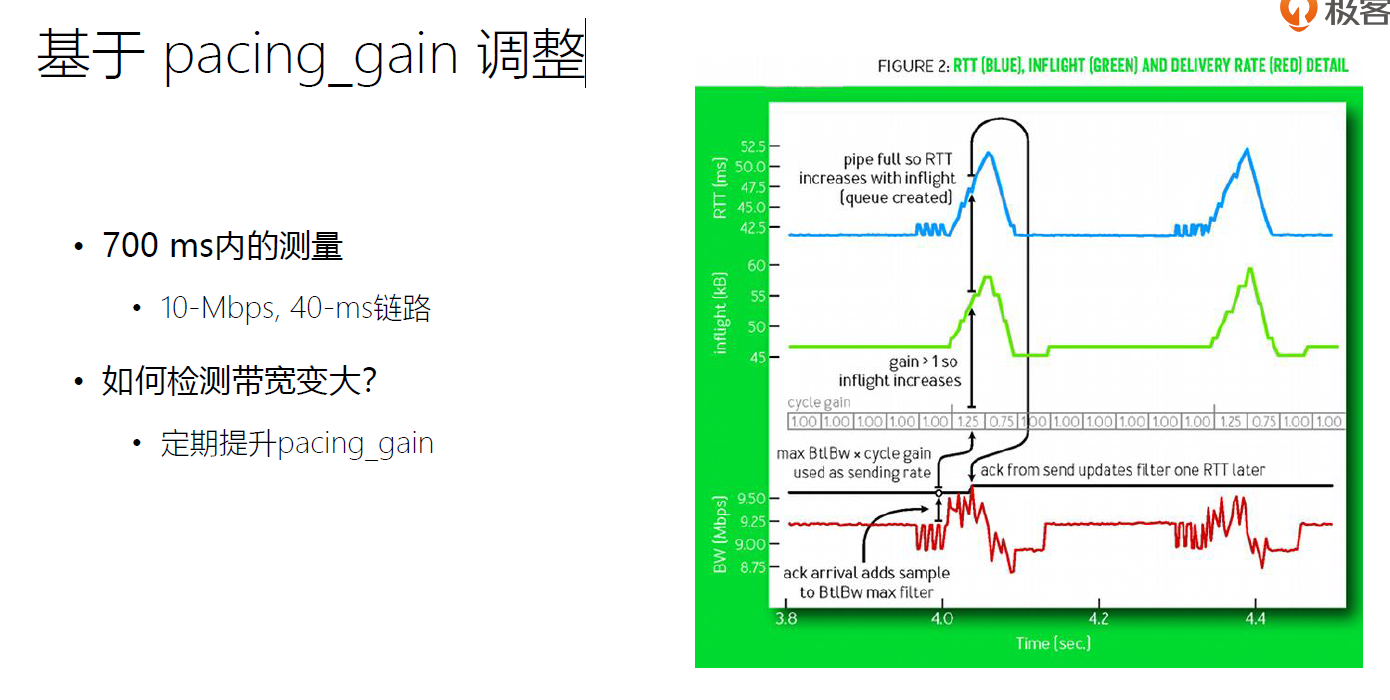 极客
基于 pacing_gain 调整
• 700 ms内的测量
• 10-Mbps, 40-ms链路
• 如何检测带宽变大?
• 定期提升pacing_gain
FIGURE 2: RTT (BLUE), INFLIGHT (GREEN) AND DELIVERY RATE (RED) DETAIL
RTT (ms)
52.5
50.0
47.5
45.0
42.5
pipe full so RTT
increases with inflight
(queue created)
inflight (kB)
60
55
50
45
gain > 1 so
inflight increases
cycle gain
1.00 1.00 1.00 1.00 1.00 1.25 0.75 1.00 1.00 1.00 1.00 1.00 1.00 1.25 0.75 1.00 1.00
max BtlBw × cycle gain
used as sending rate
ack from send updates filter one RTT later
BW (Mbps)
9.50
9.25
9.00
8.75
ack arrival adds sample
to BtlBw max filter
3.8 4.0 4.2 4.4
Time (sec.)